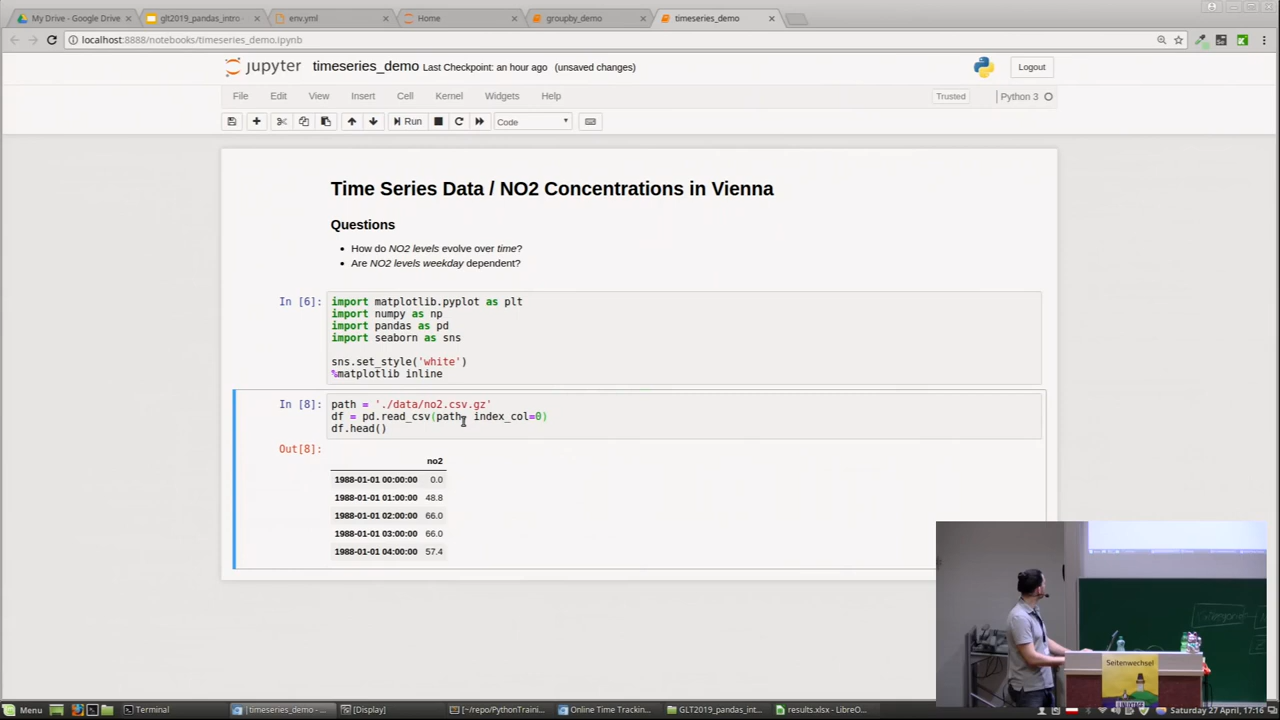 My Drive - Google Drive
glt2019_pandas_intro -
env.yml
Home
groupby_demo
timeseries_demo
localhost:8888/notebooks/timeseries_demo.ipynb
jupyter timeseries_demo Last Checkpoint: an hour ago (unsaved changes)
Logout
File Edit View Insert Cell Kernel Widgets Help
Trusted
Python 3
Run
Code
Time Series Data / NO2 Concentrations in Vienna
Questions
• How do NO2 levels evolve over time?
• Are NO2 levels weekday dependent?
In [6]:
import matplotlib.pyplot as plt
import numpy as np
import pandas as pd
import seaborn as sns
sns.set_style('white')
%matplotlib inline
In [8]:
path = './data/no2.csv.gz'
df = pd.read_csv(path, index_col=0)
df.head()
Out[8]:
no2
1988-01-01 00:00:00 0.0
1988-01-01 01:00:00 48.8
1988-01-01 02:00:00 66.0
1988-01-01 03:00:00 66.0
1988-01-01 04:00:00 57.4
Seitenwechsel
Menu
Terminal
[timeseries_demo - ...
[Display]
[~/repo/PythonTrain...
Online Time Tracking...
GLT2019_pandas_int...
results.xlsx - LibreO...
Saturday 27 April, 17:16